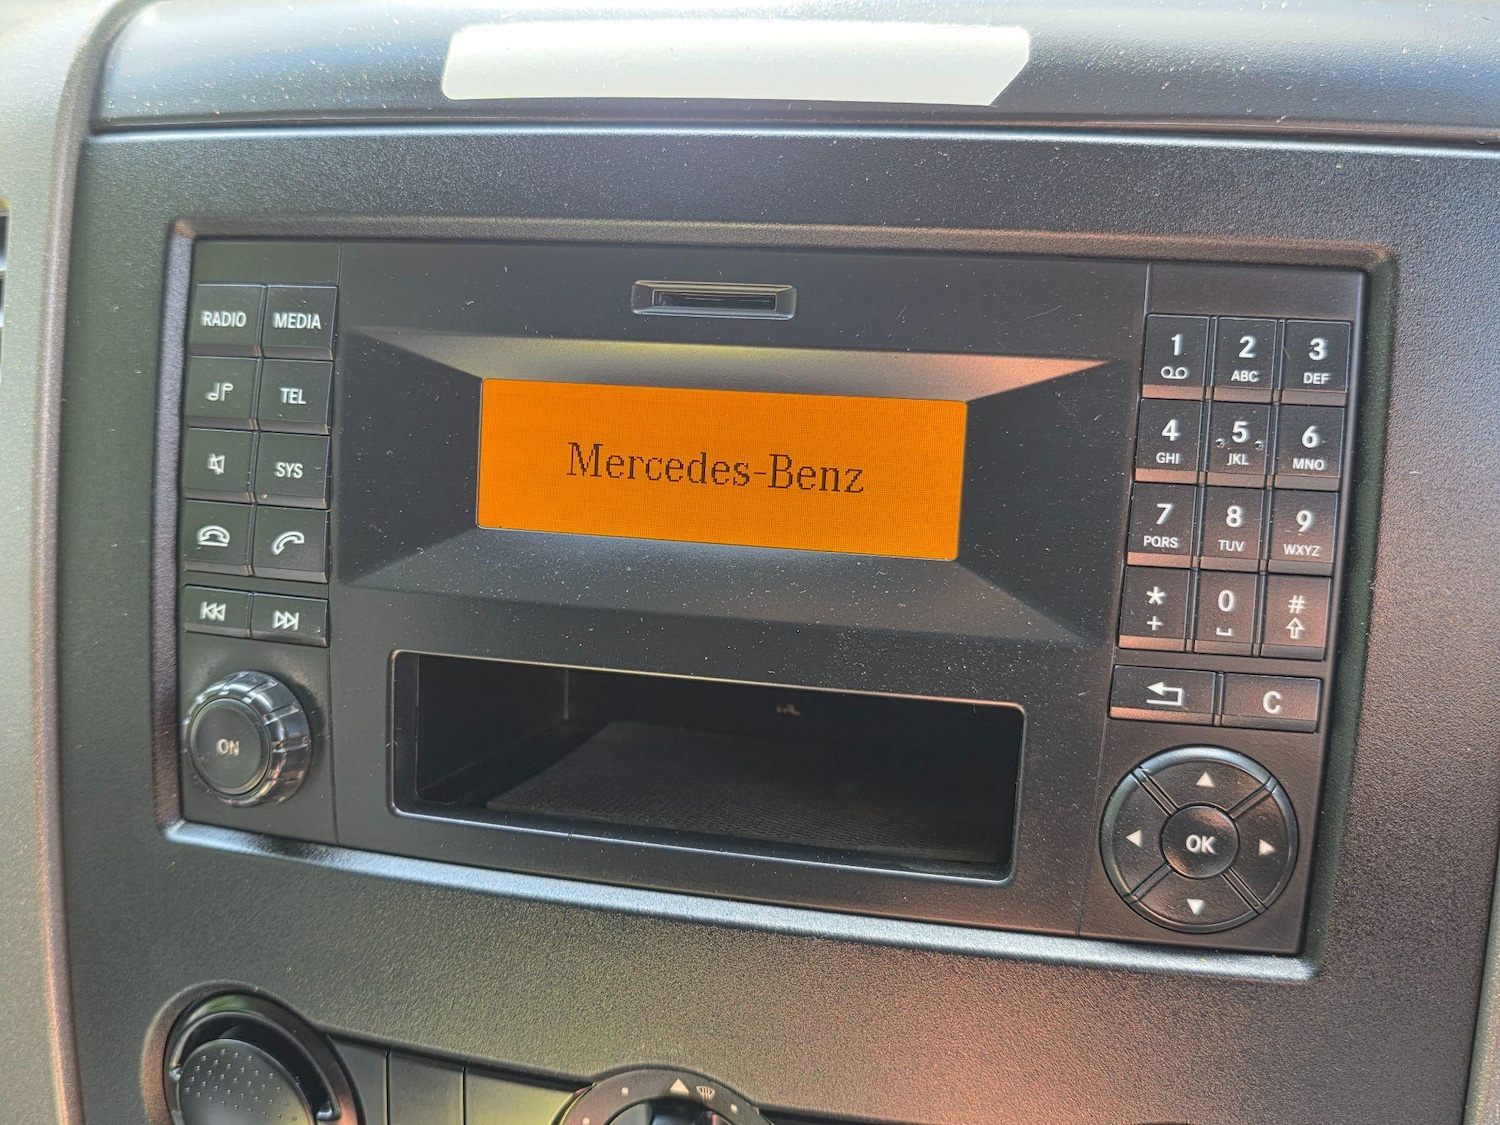 RADIO MEDIA
TEL
SYS
ON
Mercedes-Benz
1 2 ABC 3 DEF
4 GHI 5 JKL 6 MNO
7 PQRS 8 TUV 9 WXYZ
* + 0 #
C
OK